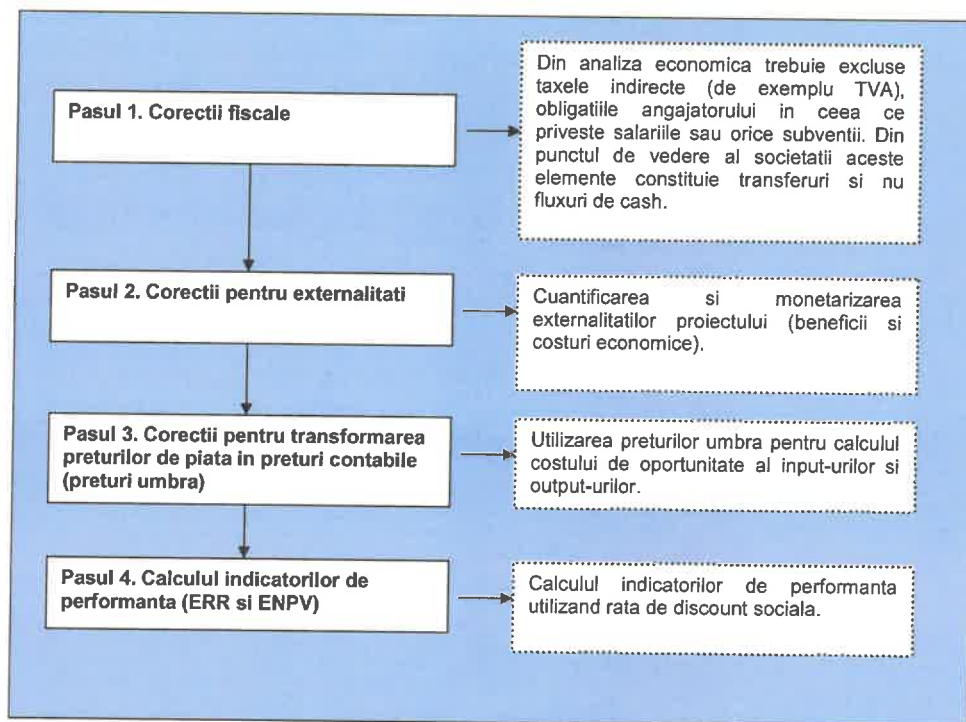 Pasul 1. Corectii fiscale
Din analiza economica trebuie excluse
taxele indirecte (de exemplu TVA),
obligatiile angajatorului in ceea ce
priveste salariile sau orice subventii. Din
punctul de vedere al societatii aceste
elemente constituie transferuri si nu
fluxuri de cash.
Pasul 2. Corectii pentru externalitati
Cuantificarea si monetarizarea
externalitatilor proiectului (beneficii si
costuri economice).
Pasul 3. Corectii pentru transformarea
preturilor de piata in preturi contabile
(preturi umbra)
Utilizarea preturilor umbra pentru calculul
costului de oportunitate al input-urilor si
output-urilor.
Pasul 4. Calculul indicatorilor de
performanta (ERR si ENPV)
Calculul indicatorilor de performanta
utilizand rata de discount sociala.